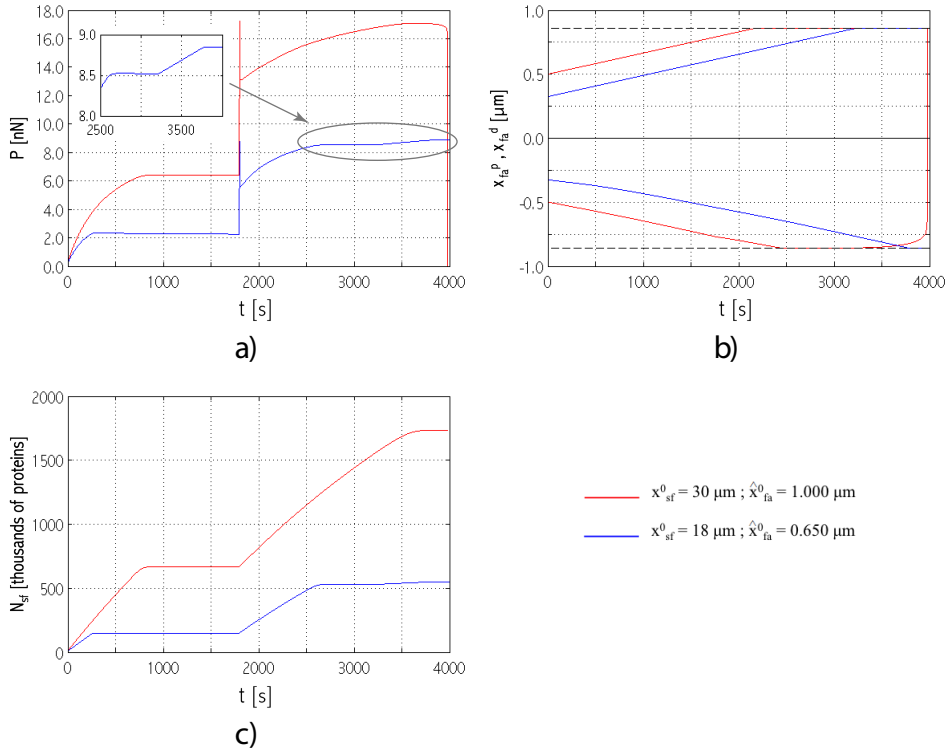 18.0
16.0
14.0
12.0
10.0
8.0
6.0
4.0
2.0
0.0
P [nN]
9.0
8.5
8.0
2500 3500
0 1000 2000 3000 4000
t [s]
a)
1.0
0.5
0.0
-0.5
-1.0
x_fa^p , x_fa^d [μm]
0 1000 2000 3000 4000
t [s]
b)
2000
1500
1000
500
0
N_sf [thousands of proteins]
0 1000 2000 3000 4000
t [s]
c)
x⁰_sf = 30 μm ; x̂⁰_fa = 1.000 μm
x⁰_sf = 18 μm ; x̂⁰_fa = 0.650 μm